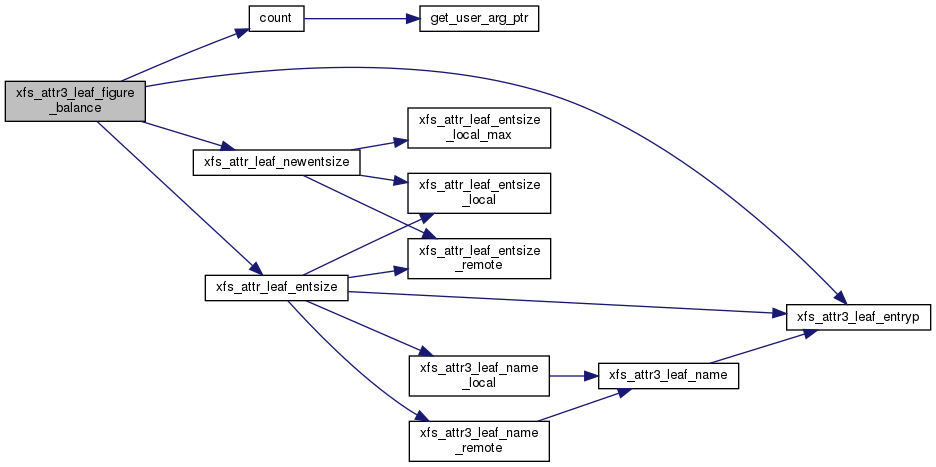 count
get_user_arg_ptr
xfs_attr3_leaf_figure
_balance
xfs_attr_leaf_entsize
_local_max
xfs_attr_leaf_newentsize
xfs_attr_leaf_entsize
_local
xfs_attr_leaf_entsize
_remote
xfs_attr_leaf_entsize
xfs_attr3_leaf_entryp
xfs_attr3_leaf_name
_local
xfs_attr3_leaf_name
xfs_attr3_leaf_name
_remote